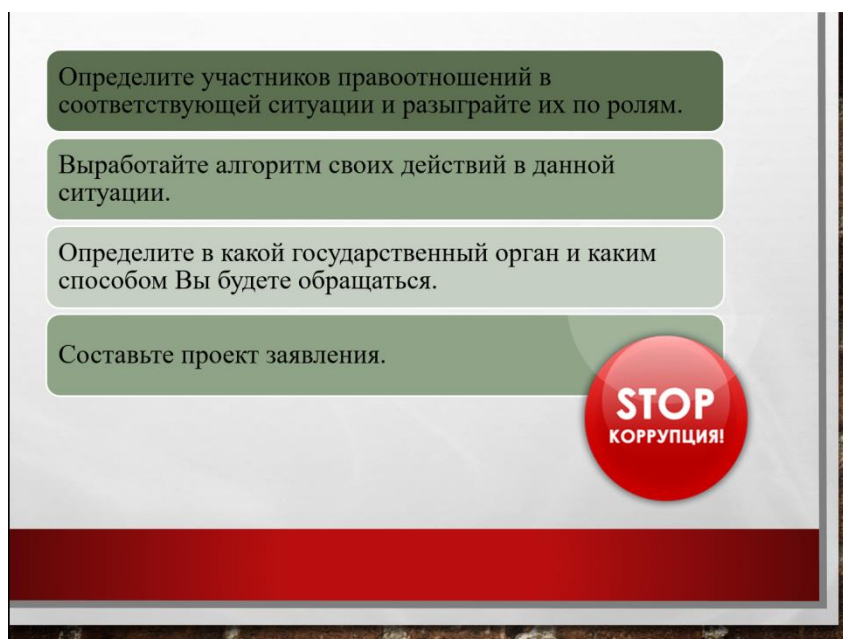 Определите участников правоотношений в
соответствующей ситуации и разыграйте их по ролям.
Выработайте алгоритм своих действий в данной
ситуации.
Определите в какой государственный орган и каким
способом Вы будете обращаться.
Составьте проект заявления.
STOP
КОРРУПЦИЯ!